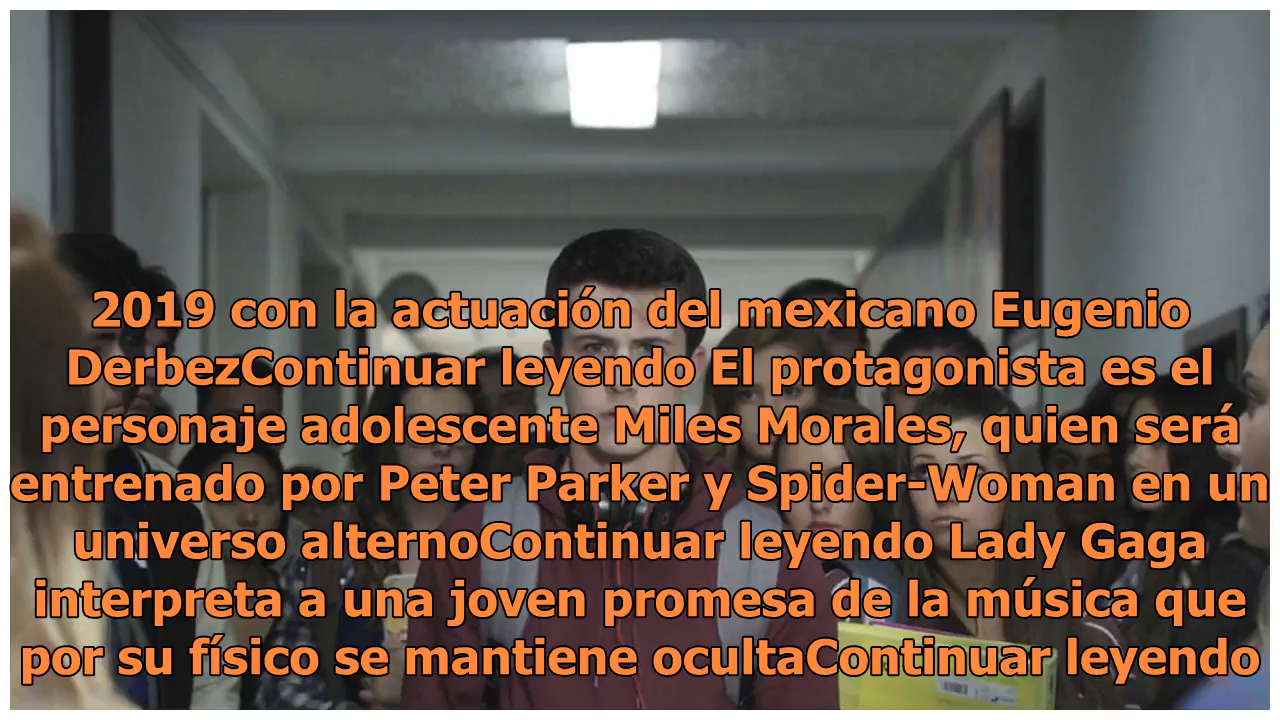 2019 con la actuación del mexicano Eugenio
DerbezContinuar leyendo El protagonista es el
personaje adolescente Miles Morales, quien será
entrenado por Peter Parker y Spider-Woman en un
universo alternoContinuar leyendo Lady Gaga
interpreta a una joven promesa de la música que
por su físico se mantiene ocultaContinuar leyendo